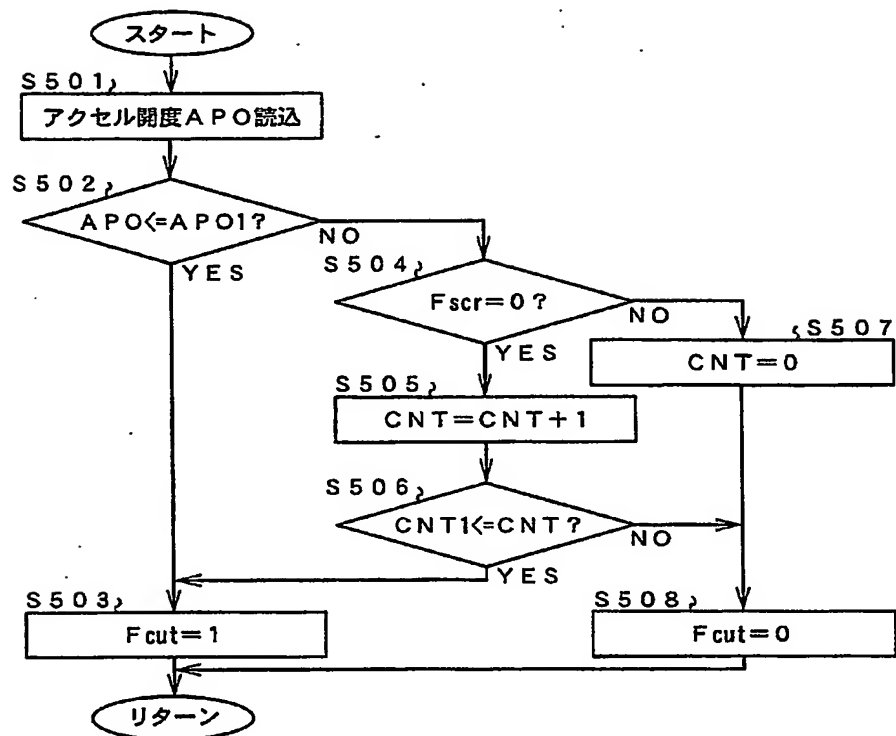 スタート
S501
アクセル開度APO読込
S502
APO<=APO1?
NO
YES
S504
Fscr=0?
NO
YES
S507
CNT=0
S505
CNT=CNT+1
S506
CNT1<=CNT?
NO
YES
S503
Fcut=1
S508
Fcut=0
リターン